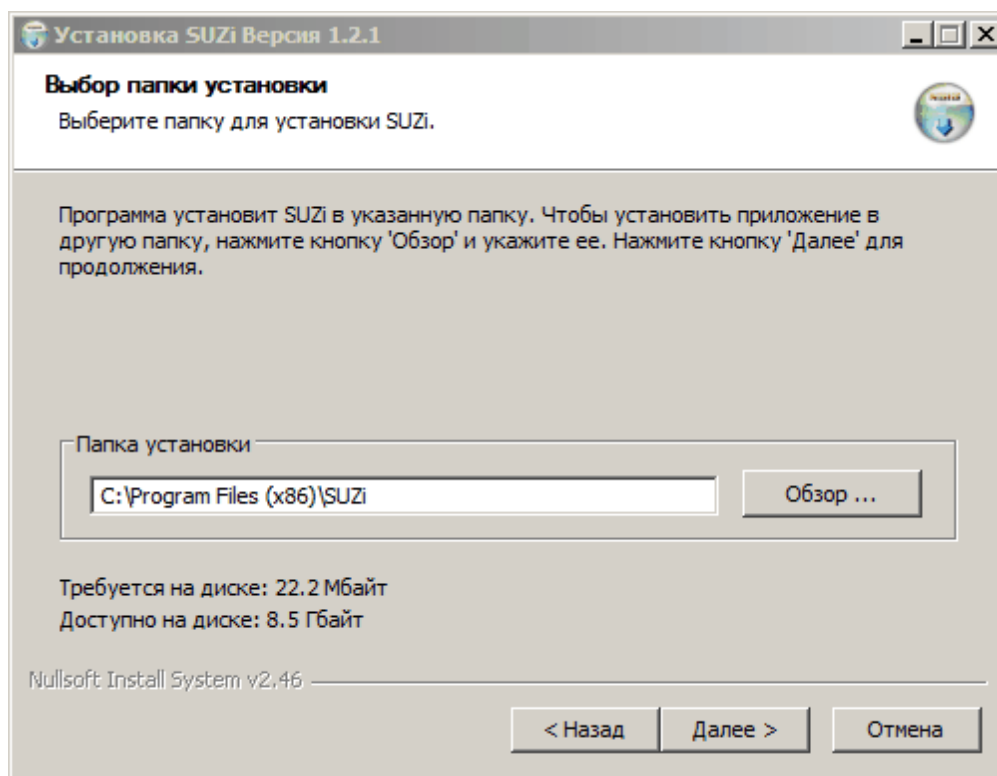 Установка SUZi Версия 1.2.1
Выбор папки установки
Выберите папку для установки SUZi.
Программа установит SUZi в указанную папку. Чтобы установить приложение в
другую папку, нажмите кнопку 'Обзор' и укажите ее. Нажмите кнопку 'Далее' для
продолжения.
Папка установки
C:\Program Files (x86)\SUZi
Обзор ...
Требуется на диске: 22.2 Мбайт
Доступно на диске: 8.5 Гбайт
Nullsoft Install System v2.46
< Назад
Далее >
Отмена